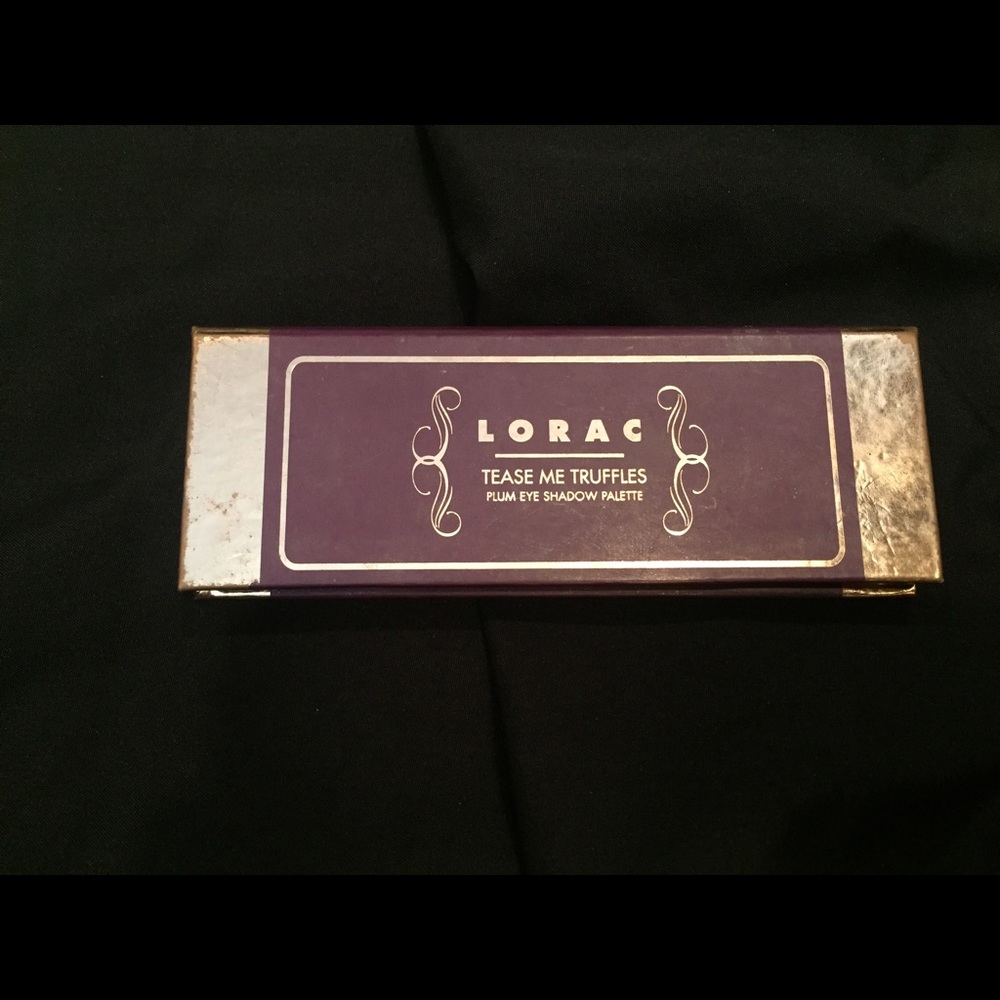 LORAC
TEASE ME TRUFFLES
PLUM EYE SHADOW PALETTE